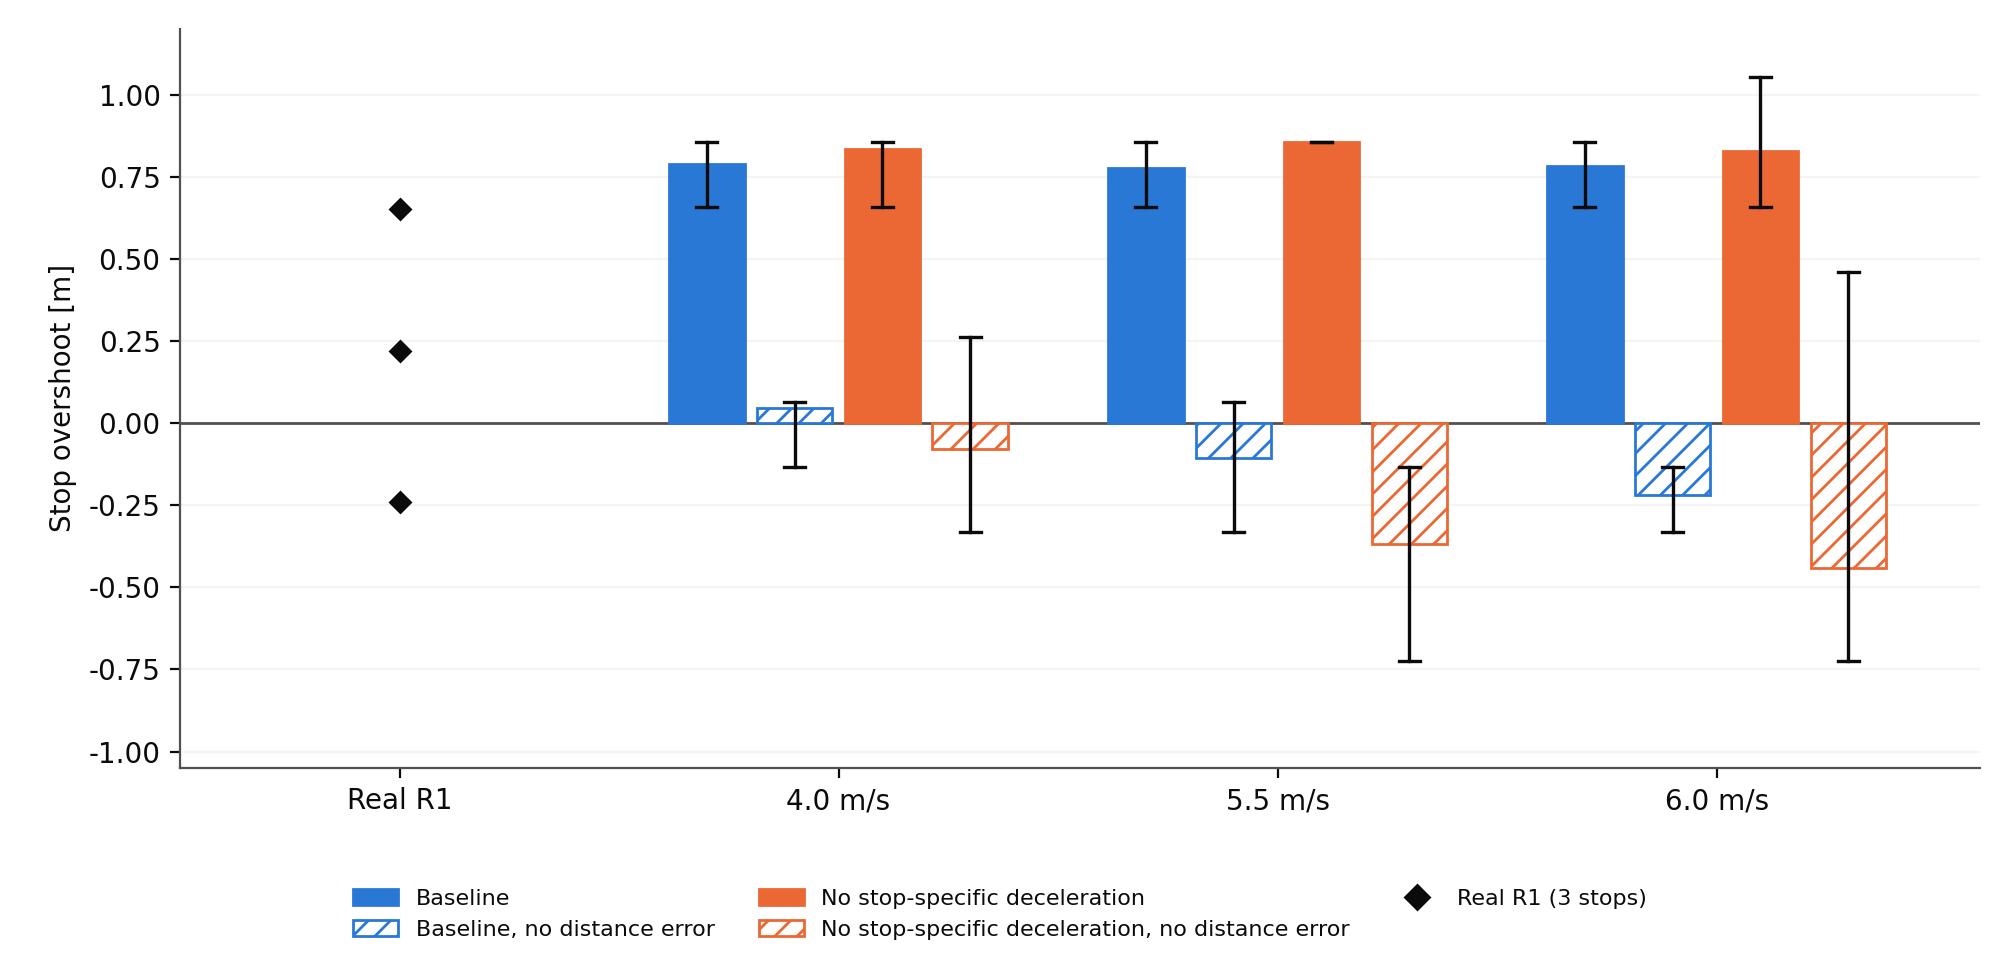 Stop overshoot [m]
1.00
0.75
0.50
0.25
0.00
-0.25
-0.50
-0.75
-1.00
Real R1
4.0 m/s
5.5 m/s
6.0 m/s
Baseline
Baseline, no distance error
No stop-specific deceleration
No stop-specific deceleration, no distance error
Real R1 (3 stops)